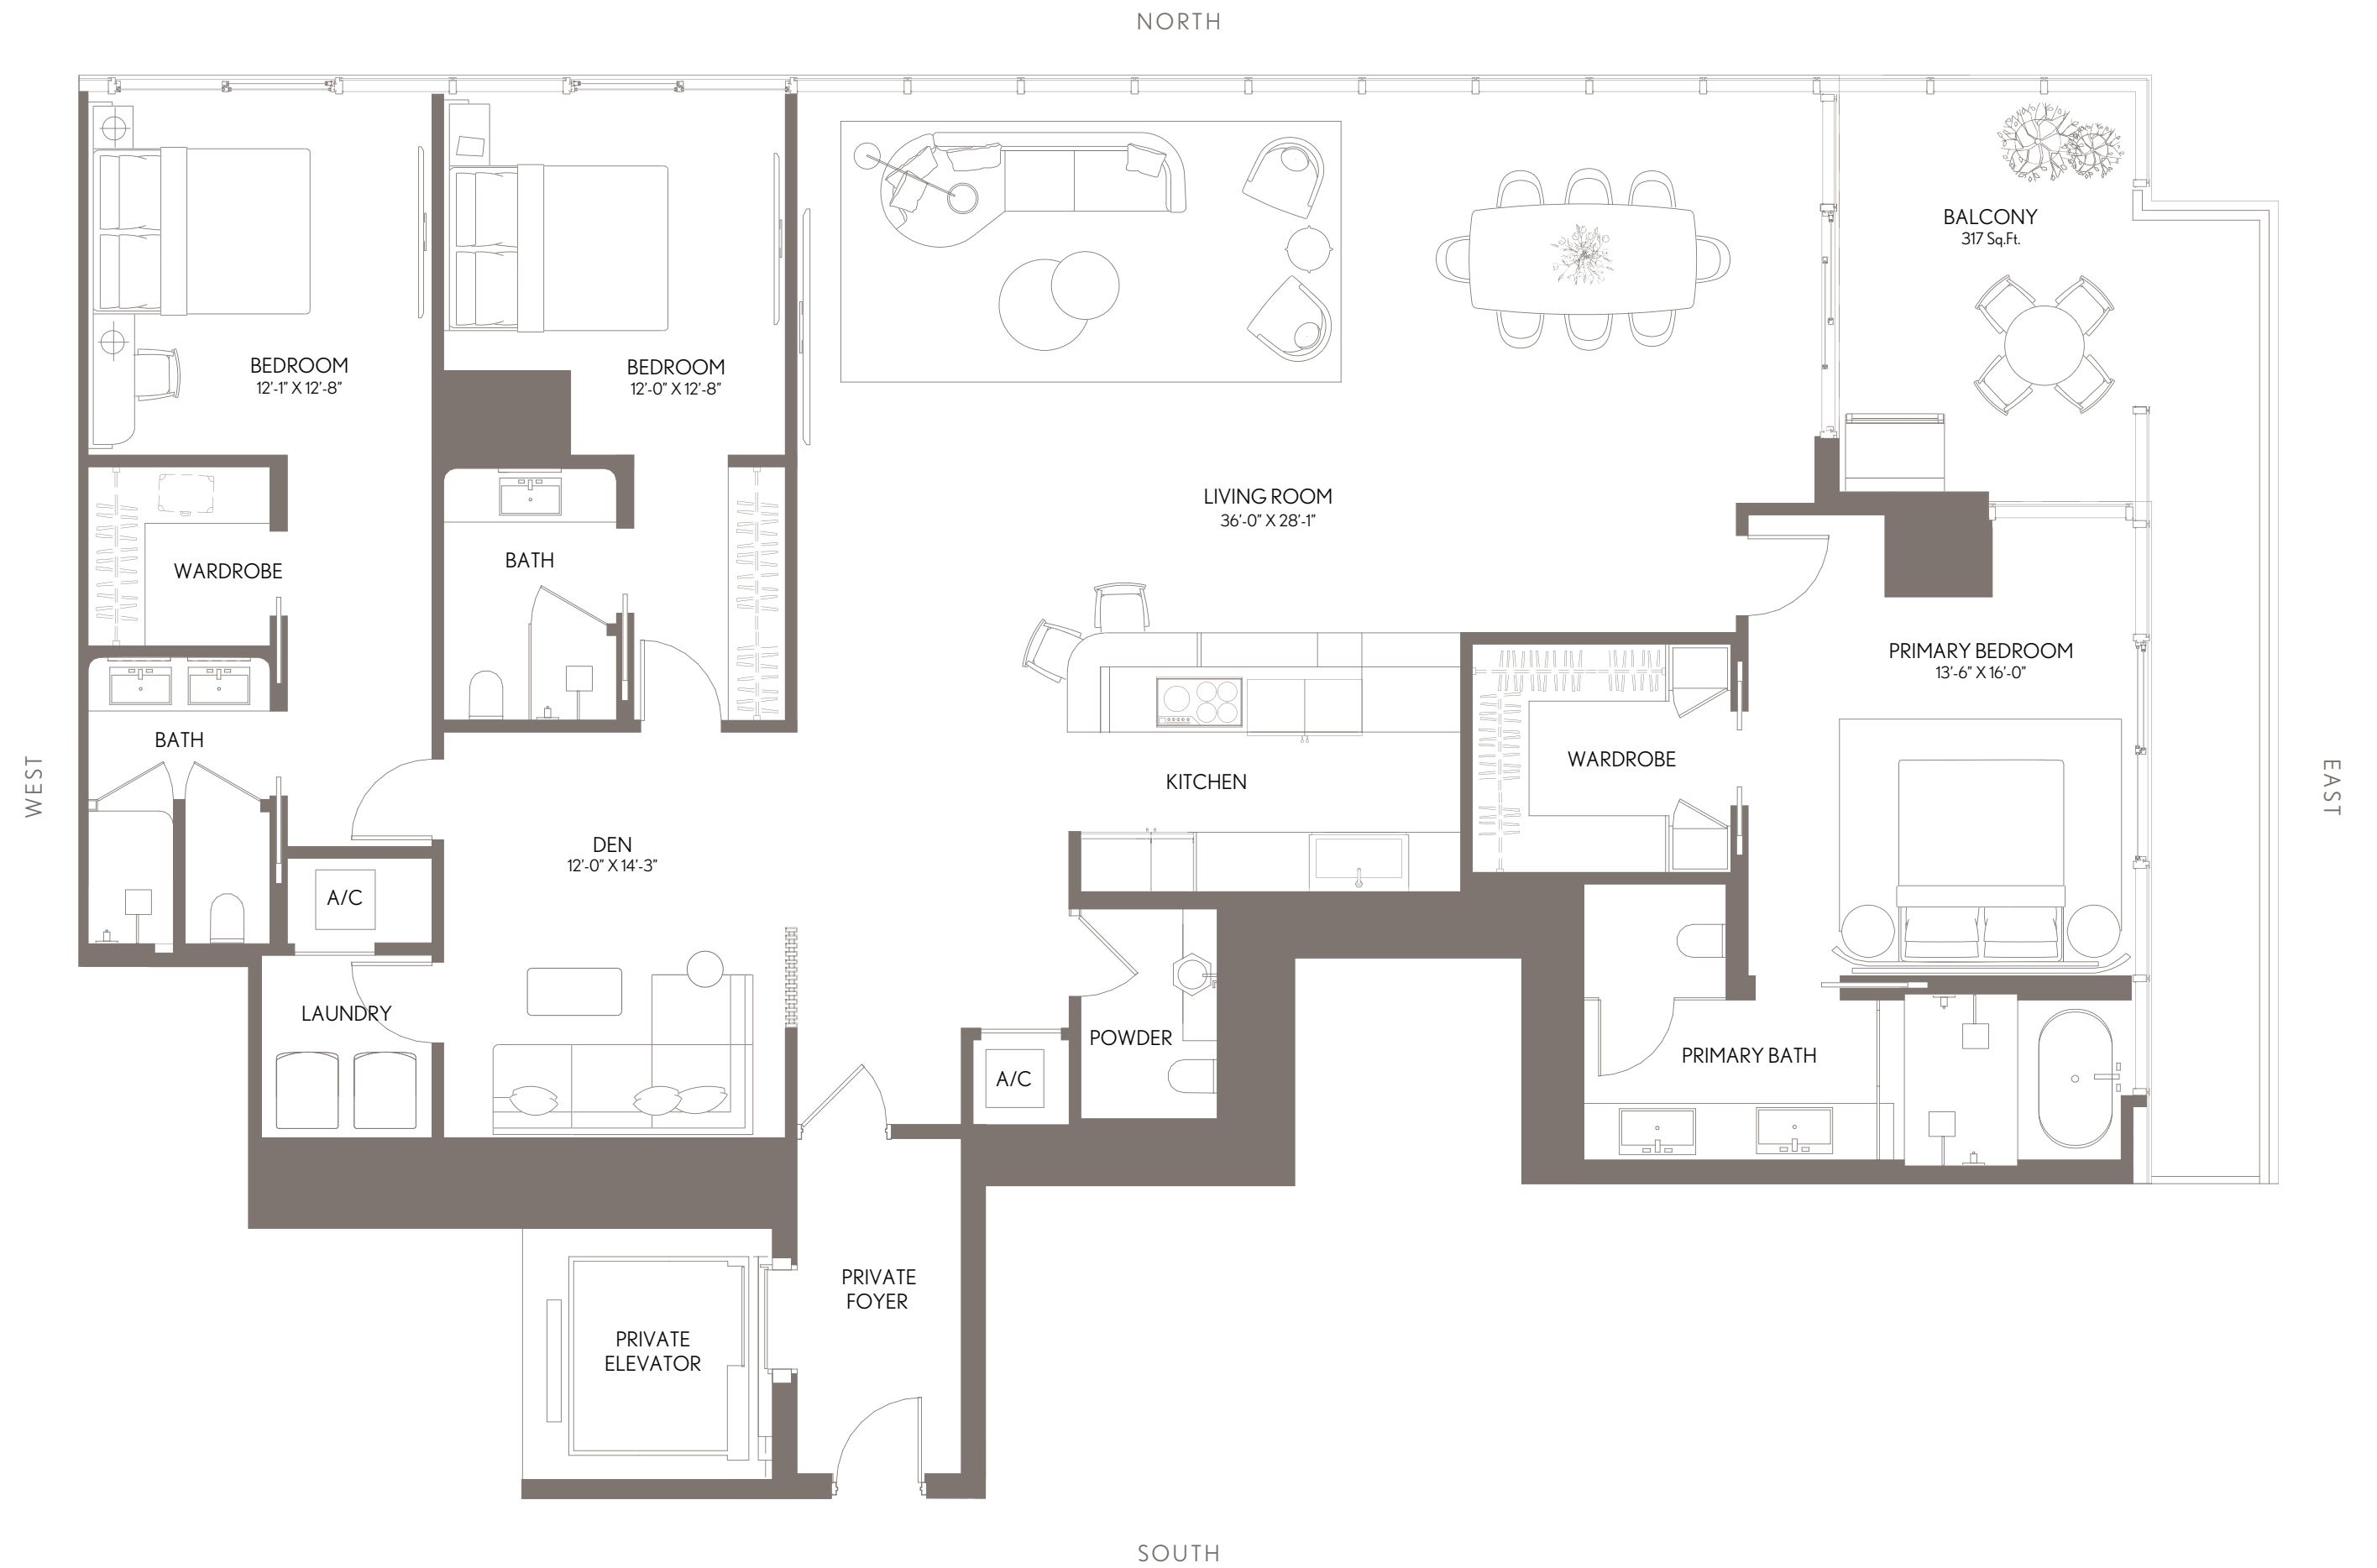 NORTH
BALCONY
317 Sq.Ft.
BEDROOM
12'-1" X 12'-8"
BEDROOM
12'-0" X 12'-8"
LIVING ROOM
36'-0" X 28'-1"
WARDROBE
BATH
PRIMARY BEDROOM
13'-6" X 16'-0"
BATH
WARDROBE
KITCHEN
WEST
EAST
DEN
12'-0" X 14'-3"
A/C
LAUNDRY
POWDER
PRIMARY BATH
A/C
PRIVATE
FOYER
PRIVATE
ELEVATOR
SOUTH